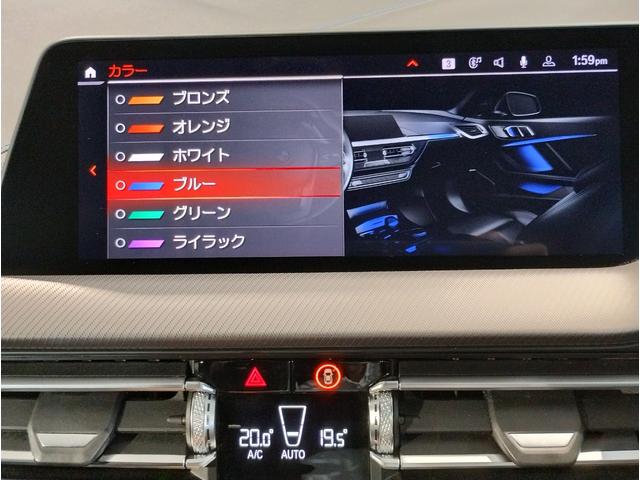 カラー
3
1:59pm
ブロンズ
オレンジ
ホワイト
ブルー
グリーン
ライラック
20.0° 19.5°
A/C AUTO